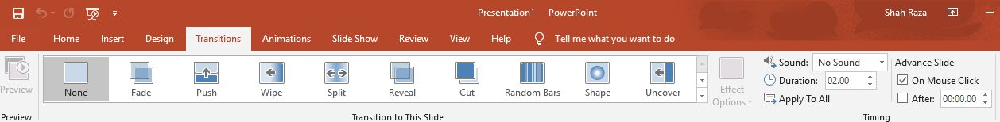 Presentation1 - PowerPoint
Shah Raza
File Home Insert Design Transitions Animations Slide Show Review View Help Tell me what you want to do
Preview
None Fade Push Wipe Split Reveal Cut Random Bars Shape Uncover
Effect
Options
Sound: [No Sound]
Duration: 02.00
Apply To All
Advance Slide
On Mouse Click
After: 00:00.00
Preview
Transition to This Slide
Timing